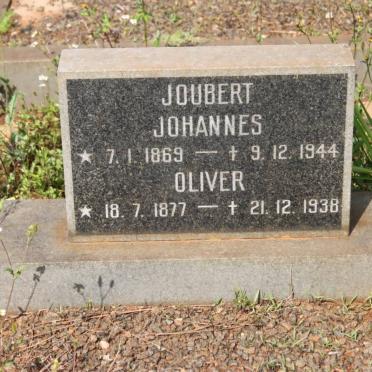 JOUBERT
JOHANNES
★ 7. 1. 1869 — † 9. 12. 1944
OLIVER
★ 18. 7. 1877 — † 21. 12. 1938